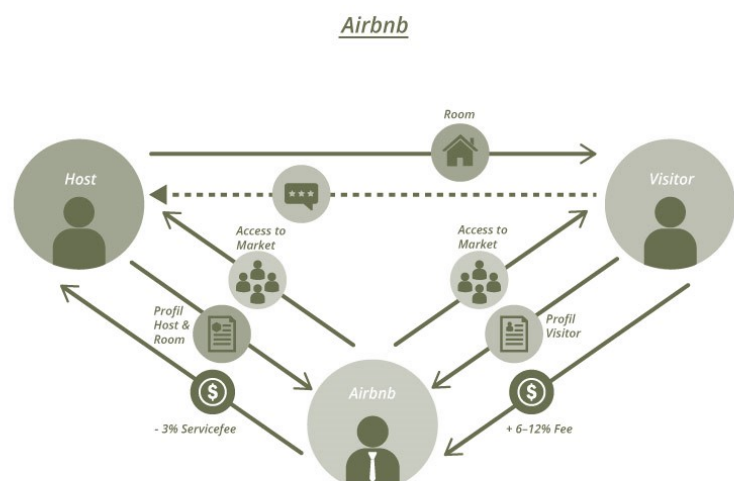 Airbnb
Room
Host
Visitor
Access to
Market
Access to
Market
Profil
Host &
Room
Profil
Visitor
Airbnb
$
$
- 3% Servicefee
+ 6–12% Fee